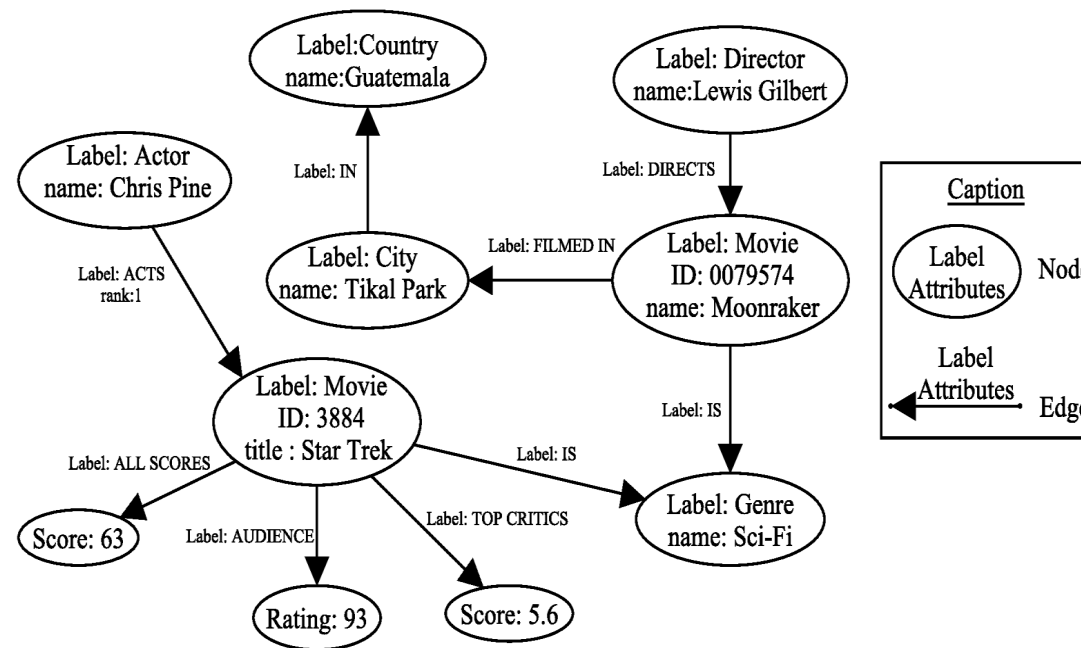 Label:Country
name:Guatemala
Label: Director
name:Lewis Gilbert
Label: Actor
name: Chris Pine
Label: IN
Label: DIRECTS
Label: ACTS
rank:1
Label: City
name: Tikal Park
Label: FILMED IN
Label: Movie
ID: 0079574
name: Moonraker
Label: Movie
ID: 3884
title : Star Trek
Label: IS
Label: IS
Label: ALL SCORES
Label: AUDIENCE
Label: TOP CRITICS
Label: Genre
name: Sci-Fi
Score: 63
Rating: 93
Score: 5.6
Caption
Label
Attributes
Node
Label
Attributes
Edge